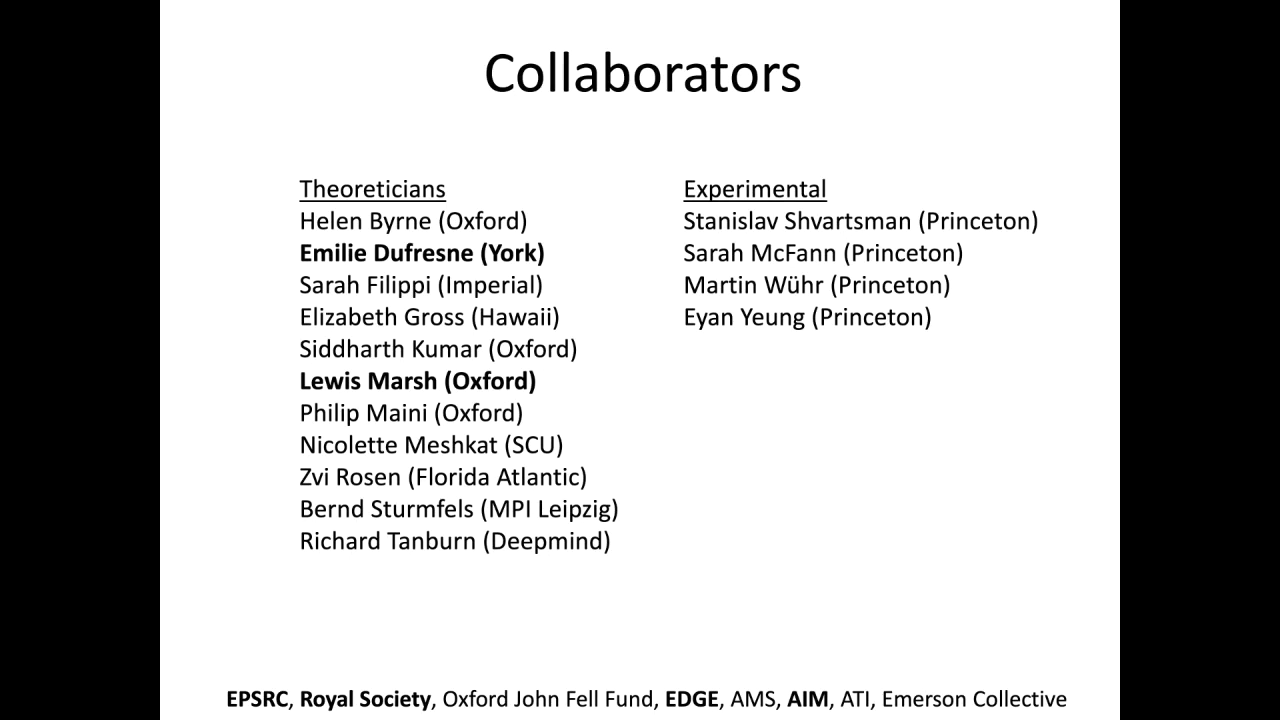 Collaborators
Theoreticians
Helen Byrne (Oxford)
Emilie Dufresne (York)
Sarah Filippi (Imperial)
Elizabeth Gross (Hawaii)
Siddharth Kumar (Oxford)
Lewis Marsh (Oxford)
Philip Maini (Oxford)
Nicolette Meshkat (SCU)
Zvi Rosen (Florida Atlantic)
Bernd Sturmfels (MPI Leipzig)
Richard Tanburn (Deepmind)
Experimental
Stanislav Shvartsman (Princeton)
Sarah McFann (Princeton)
Martin Wühr (Princeton)
Eyan Yeung (Princeton)
EPSRC, Royal Society, Oxford John Fell Fund, EDGE, AMS, AIM, ATI, Emerson Collective